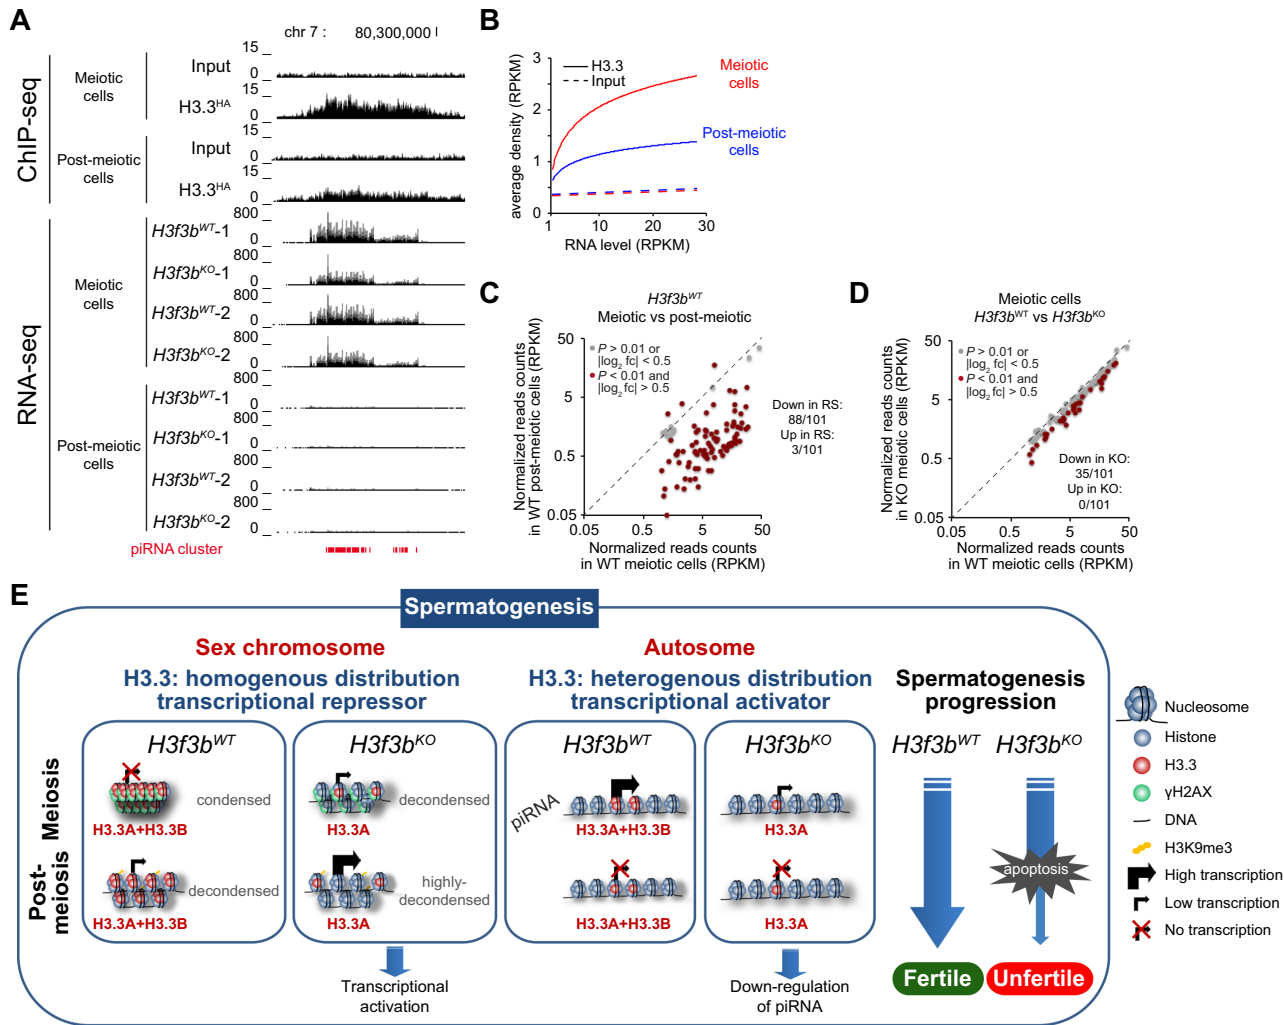 A
chr 7 : 80,300,000
ChIP-seq
Meiotic
cells
Input
15
0
H3.3HA
15
0
Post-meiotic
cells
Input
15
0
H3.3HA
15
0
RNA-seq
Meiotic
cells
H3f3bWT-1
800
0
H3f3bKO-1
800
0
H3f3bWT-2
800
0
H3f3bKO-2
800
0
Post-meiotic
cells
H3f3bWT-1
800
0
H3f3bKO-1
800
0
H3f3bWT-2
800
0
H3f3bKO-2
800
0
piRNA cluster
B
average density (RPKM)
3
2
1
0
H3.3
Input
Meiotic
cells
Post-meiotic
cells
1 10 20 30
RNA level (RPKM)
C
H3f3bWT
Meiotic vs post-meiotic
Normalized reads counts
in WT post-meiotic cells (RPKM)
50
5
0.5
0.05
P > 0.01 or
|log2 fc| < 0.5
P < 0.01 and
|log2 fc| > 0.5
Down in RS:
88/101
Up in RS:
3/101
0.05 0.5 5 50
Normalized reads counts
in WT meiotic cells (RPKM)
D
Meiotic cells
H3f3bWT vs H3f3bKO
Normalized reads counts
in KO meiotic cells (RPKM)
50
5
0.5
0.05
P > 0.01 or
|log2 fc| < 0.5
P < 0.01 and
|log2 fc| > 0.5
Down in KO:
35/101
Up in KO:
0/101
0.05 0.5 5 50
Normalized reads counts
in WT meiotic cells (RPKM)
E
Spermatogenesis
Sex chromosome
H3.3: homogenous distribution
transcriptional repressor
Autosome
H3.3: heterogenous distribution
transcriptional activator
Spermatogenesis
progression
Meiosis
Post-
meiosis
H3f3bWT
condensed
H3.3A+H3.3B
decondensed
H3.3A+H3.3B
H3f3bKO
decondensed
H3.3A
highly-
decondensed
H3.3A
Transcriptional
activation
H3f3bWT
piRNA
H3.3A+H3.3B
H3.3A+H3.3B
H3f3bKO
H3.3A
H3.3A
Down-regulation
of piRNA
H3f3bWT
H3f3bKO
apoptosis
Fertile
Unfertile
Nucleosome
Histone
H3.3
γH2AX
DNA
H3K9me3
High transcription
Low transcription
No transcription